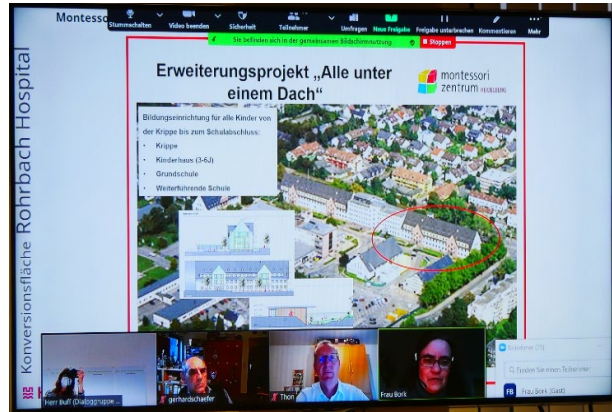 Montesso
Stummschalten
Video beenden
Sicherheit
Teilnehmer
Umfragen
Neue Freigabe
Freigabe unterbrechen
Kommentieren
Mehr
Sie befinden sich in der gemeinsamen Bildschirmnutzung
Stoppen
Erweiterungsprojekt „Alle unter
einem Dach“
montessori
zentrum HEIDELBERG
Bildungseinrichtung für alle Kinder von
der Krippe bis zum Schulabschluss:
• Krippe
• Kinderhaus (3-6J)
• Grundschule
• Weiterführende Schule
Konversionsfläche Rohrbach Hospital
Herr Buff (Dialoggruppe
gerhardschaefer
Thon
Frau Bork
Finden Sie einen Teilnehmer
FB
Frau Bork (Gast)